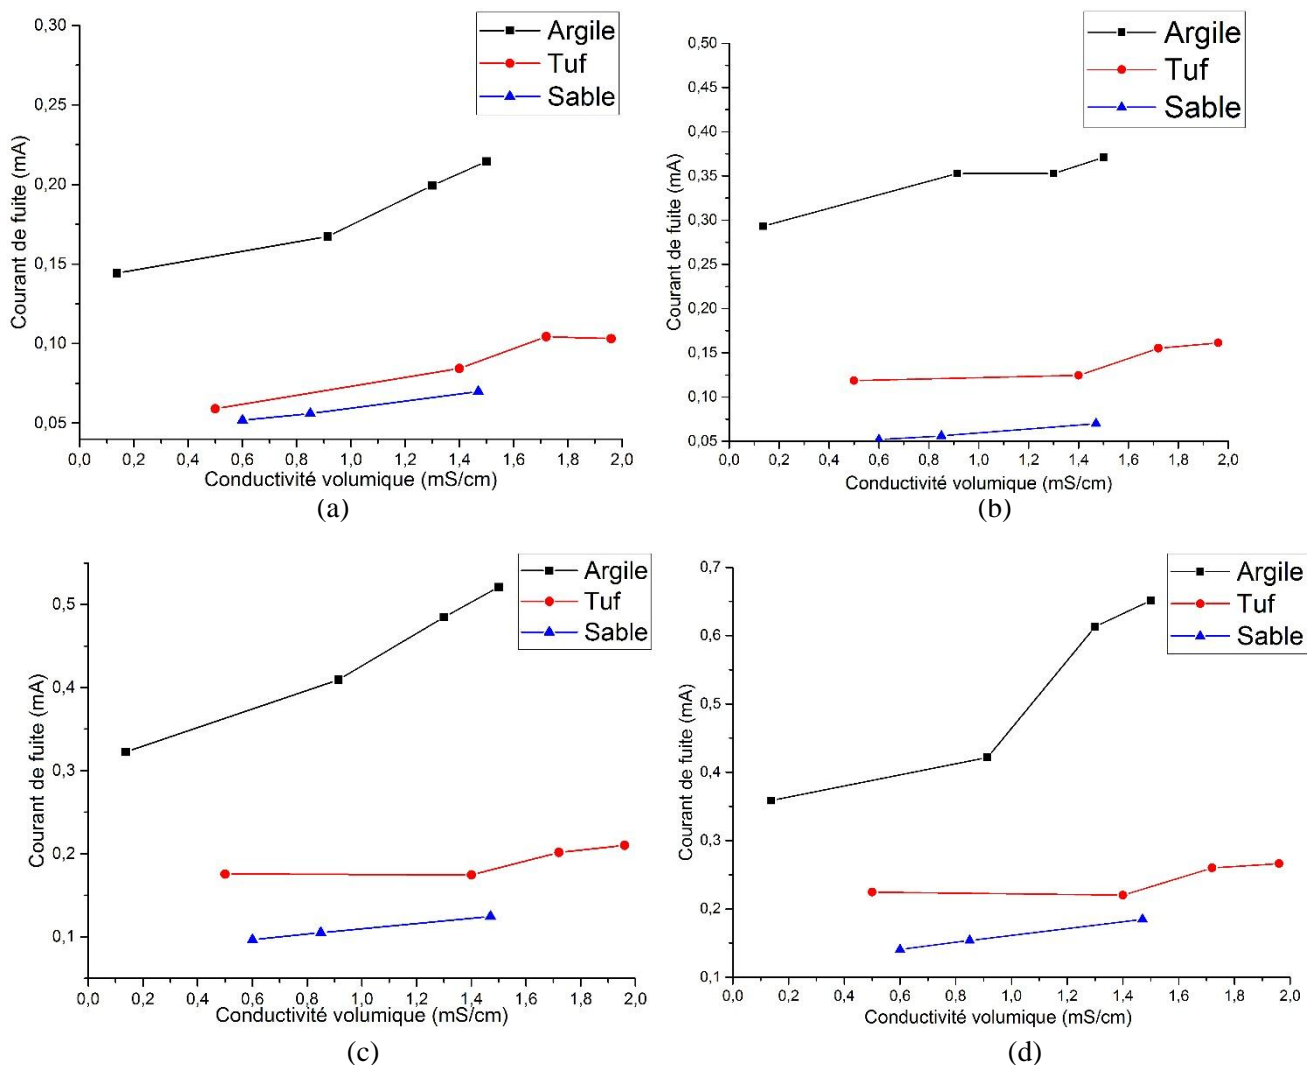 0,30
0,25
0,20
0,15
0,10
0,05
Courant de fuite (mA)
Argile
Tuf
Sable
0,0 0,2 0,4 0,6 0,8 1,0 1,2 1,4 1,6 1,8 2,0
Conductivité volumique (mS/cm)
(a)
0,50
0,45
0,40
0,35
0,30
0,25
0,20
0,15
0,10
0,05
Courant de fuite (mA)
Argile
Tuf
Sable
0,0 0,2 0,4 0,6 0,8 1,0 1,2 1,4 1,6 1,8 2,0
Conductivité volumique (mS/cm)
(b)
0,5
0,4
0,3
0,2
0,1
Courant de fuite (mA)
Argile
Tuf
Sable
0,0 0,2 0,4 0,6 0,8 1,0 1,2 1,4 1,6 1,8 2,0
Conductivité volumique (mS/cm)
(c)
0,7
0,6
0,5
0,4
0,3
0,2
0,1
Courant de fuite (mA)
Argile
Tuf
Sable
0,0 0,2 0,4 0,6 0,8 1,0 1,2 1,4 1,6 1,8 2,0
Conductivité volumique (mS/cm)
(d)